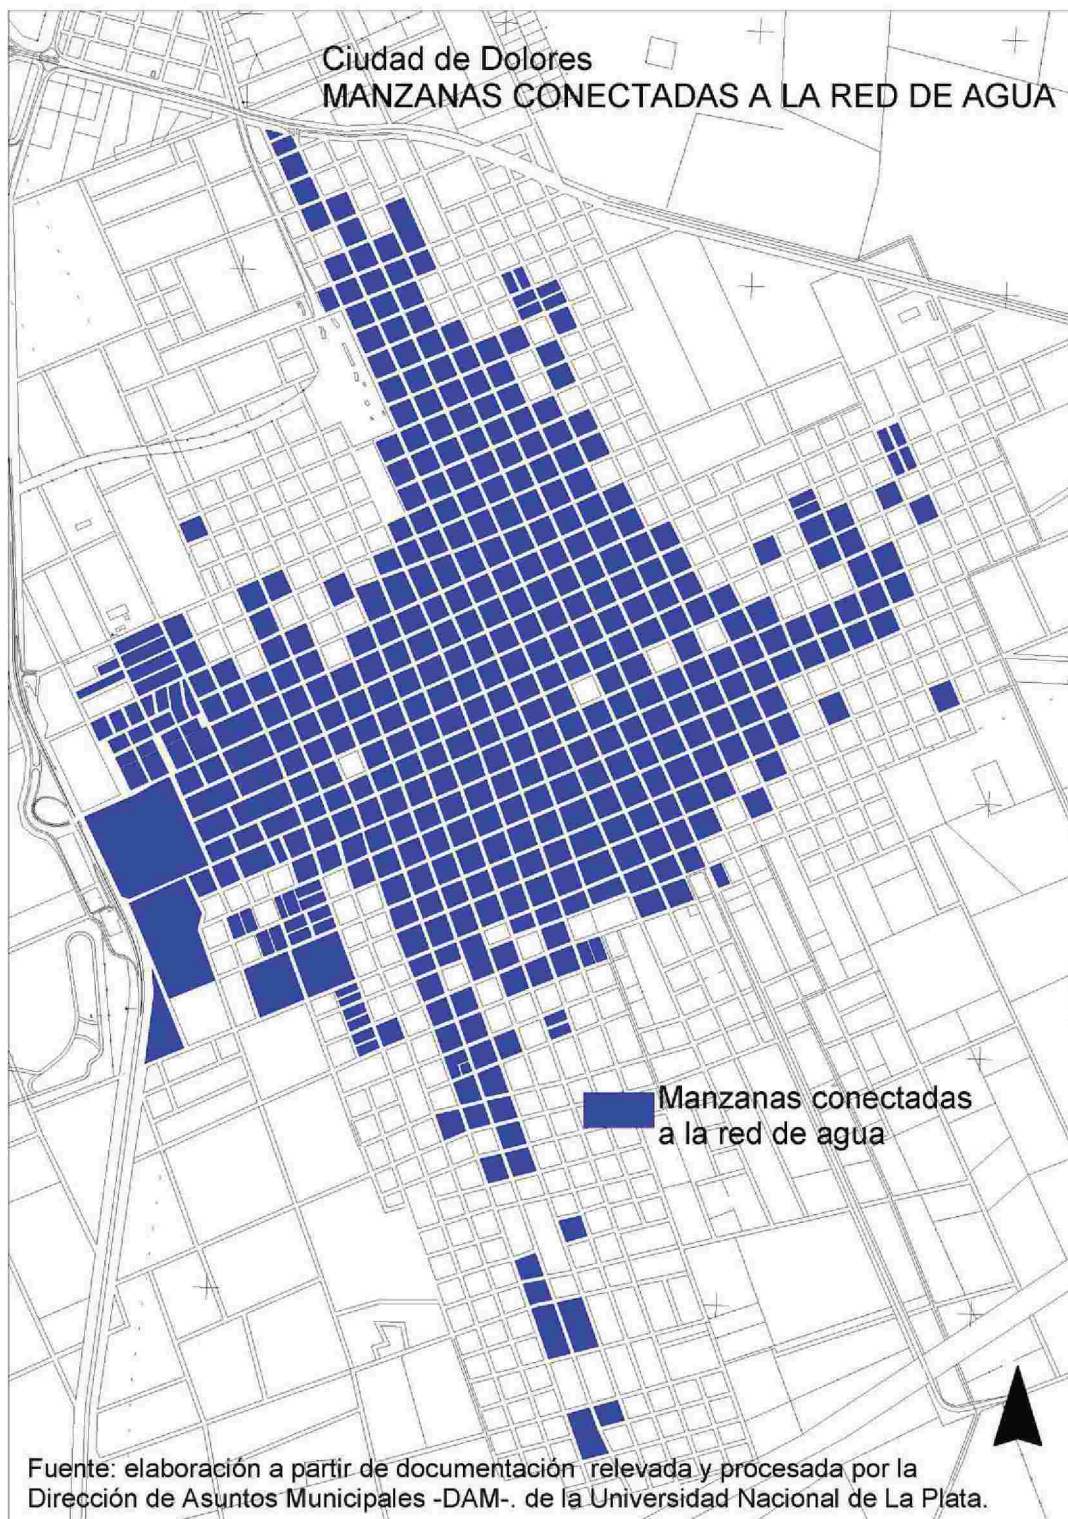 Ciudad de Dolores
MANZANAS CONECTADAS A LA RED DE AGUA
Manzanas conectadas
a la red de agua
Fuente: elaboración a partir de documentación relevada y procesada por la
Dirección de Asuntos Municipales -DAM-. de la Universidad Nacional de La Plata.